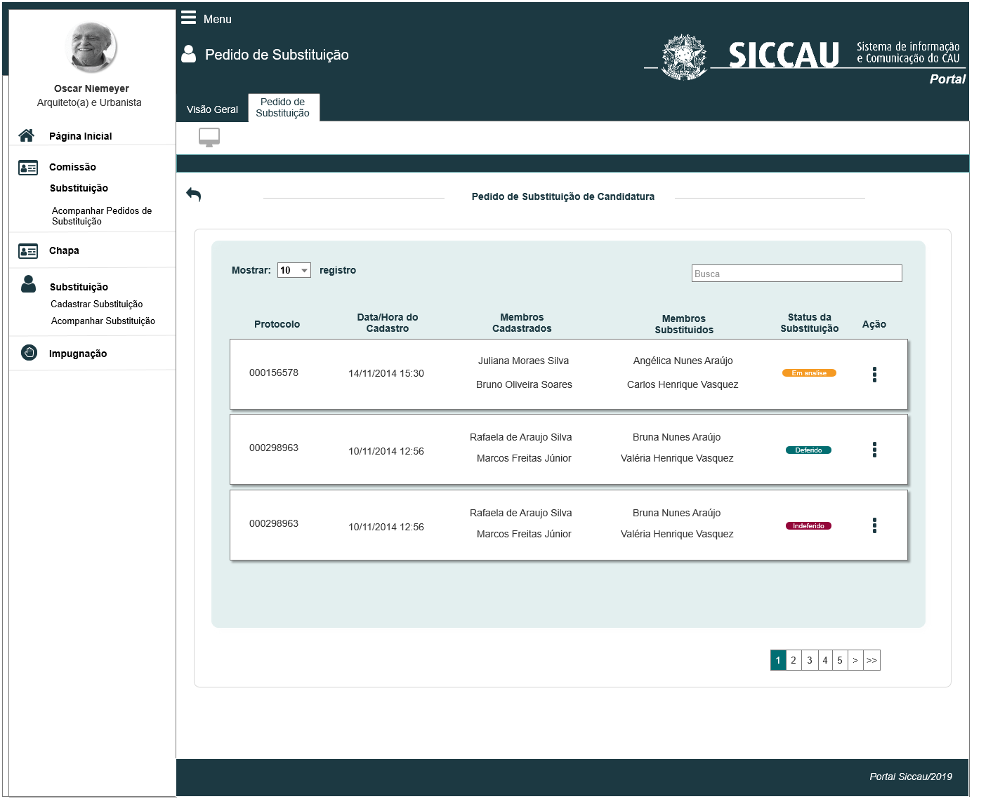 Menu
Pedido de Substituição
SICCAU
Sistema de informação
e Comunicação do CAU
Portal
Visão Geral
Pedido de
Substituição
Oscar Niemeyer
Arquiteto(a) e Urbanista
Página Inicial
Comissão
Substituição
Acompanhar Pedidos de
Substituição
Chapa
Substituição
Cadastrar Substituição
Acompanhar Substituição
Impugnação
Pedido de Substituição de Candidatura
Mostrar: 10 registro
Busca
Protocolo
Data/Hora do
Cadastro
Membros
Cadastrados
Membros
Substituidos
Status da
Substituição
Ação
000156578
14/11/2014 15:30
Juliana Moraes Silva
Bruno Oliveira Soares
Angélica Nunes Araújo
Carlos Henrique Vasquez
Em analise
000298963
10/11/2014 12:56
Rafaela de Araujo Silva
Marcos Freitas Júnior
Bruna Nunes Araújo
Valéria Henrique Vasquez
Deferido
000298963
10/11/2014 12:56
Rafaela de Araujo Silva
Marcos Freitas Júnior
Bruna Nunes Araújo
Valéria Henrique Vasquez
Indeferido
1 2 3 4 5 > >>
Portal Siccau/2019